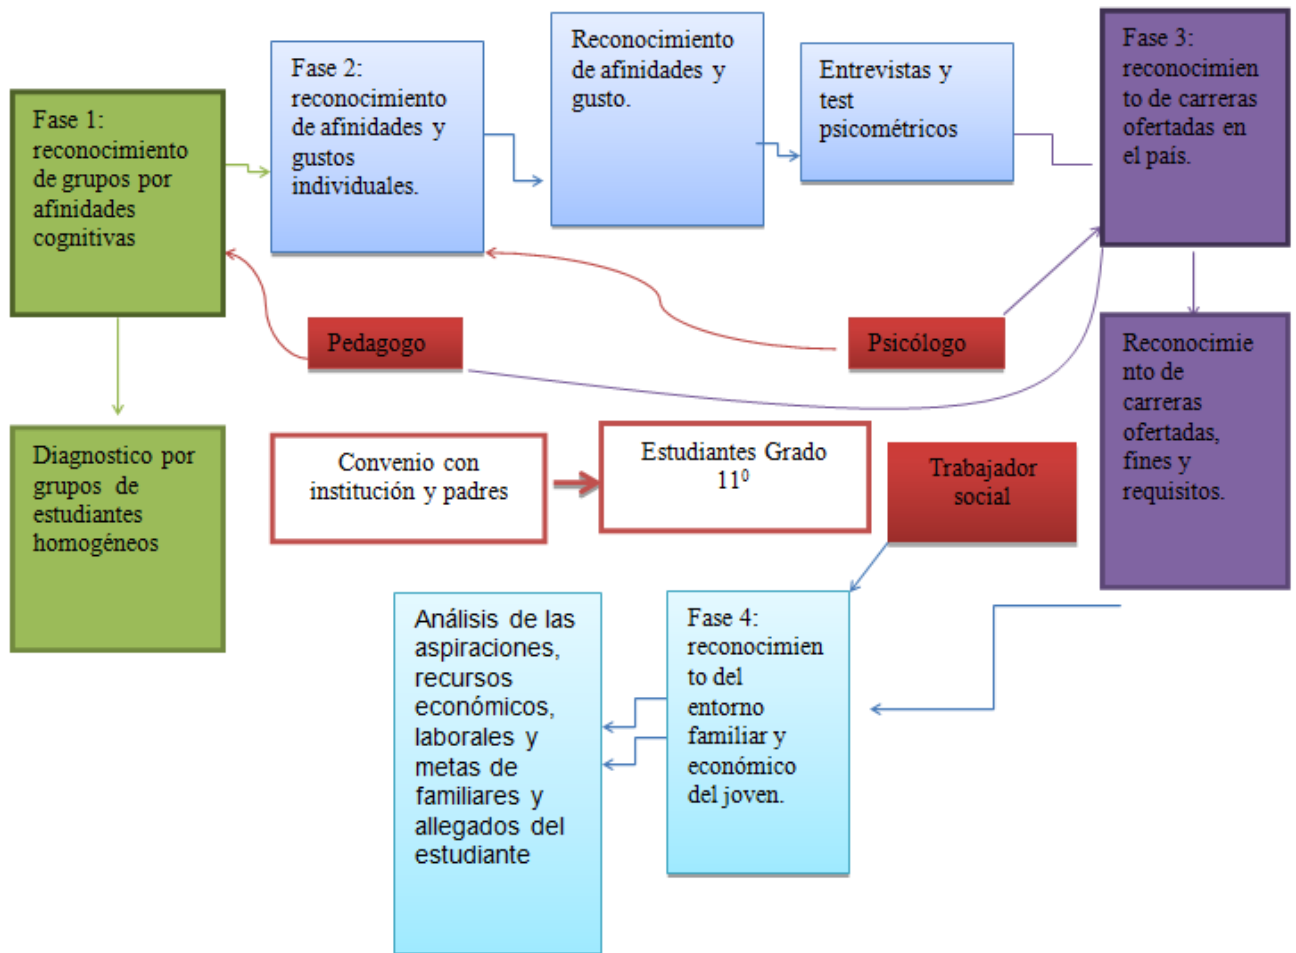 Fase 1:
reconocimiento
de grupos por
afinidades
cognitivas
Fase 2:
reconocimiento
de afinidades y
gustos
individuales.
Reconocimiento
de afinidades y
gusto.
Entrevistas y
test
psicométricos
Fase 3:
reconocimien
to de carreras
ofertadas en
el país.
Pedagogo
Psicólogo
Reconocimie
nto de
carreras
ofertadas,
fines y
requisitos.
Diagnostico por
grupos de
estudiantes
homogéneos
Convenio con
institución y padres
Estudiantes Grado
11⁰
Trabajador
social
Análisis de las
aspiraciones,
recursos
económicos,
laborales y
metas de
familiares y
allegados del
estudiante
Fase 4:
reconocimien
to del
entorno
familiar y
económico
del joven.